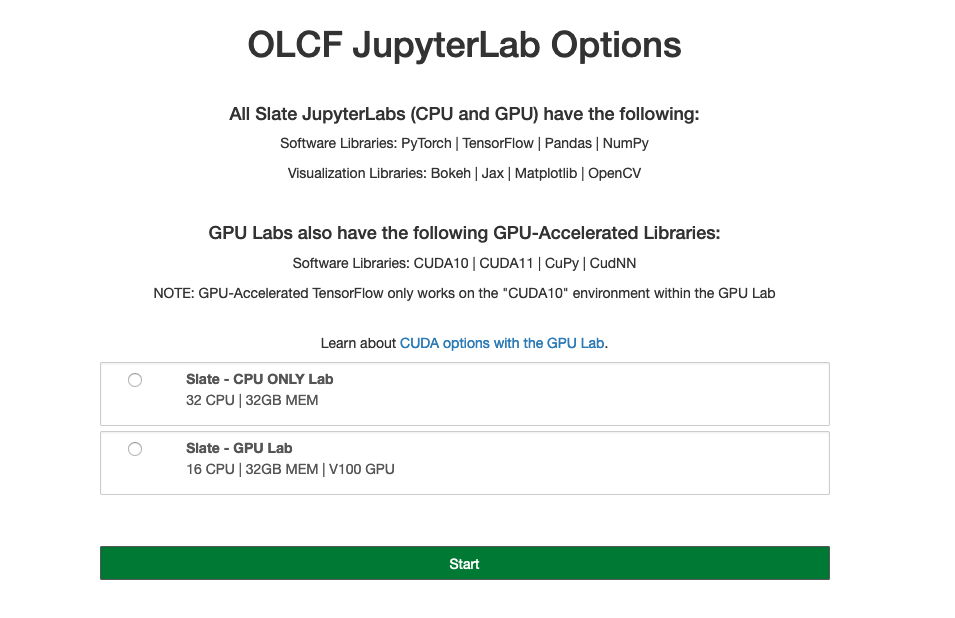 OLCF JupyterLab Options
All Slate JupyterLabs (CPU and GPU) have the following:
Software Libraries: PyTorch | TensorFlow | Pandas | NumPy
Visualization Libraries: Bokeh | Jax | Matplotlib | OpenCV
GPU Labs also have the following GPU-Accelerated Libraries:
Software Libraries: CUDA10 | CUDA11 | CuPy | CudNN
NOTE: GPU-Accelerated TensorFlow only works on the "CUDA10" environment within the GPU Lab
Learn about CUDA options with the GPU Lab.
Slate - CPU ONLY Lab
32 CPU | 32GB MEM
Slate - GPU Lab
16 CPU | 32GB MEM | V100 GPU
Start